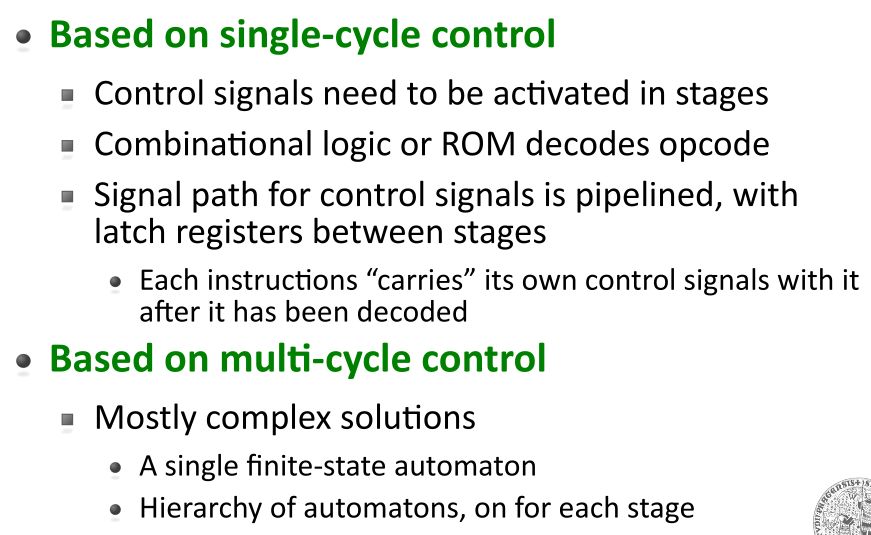 Based on single-cycle control
Control signals need to be activated in stages
Combinational logic or ROM decodes opcode
Signal path for control signals is pipelined, with
latch registers between stages
Each instructions “carries” its own control signals with it
after it has been decoded
Based on multi-cycle control
Mostly complex solutions
A single finite-state automaton
Hierarchy of automatons, on for each stage